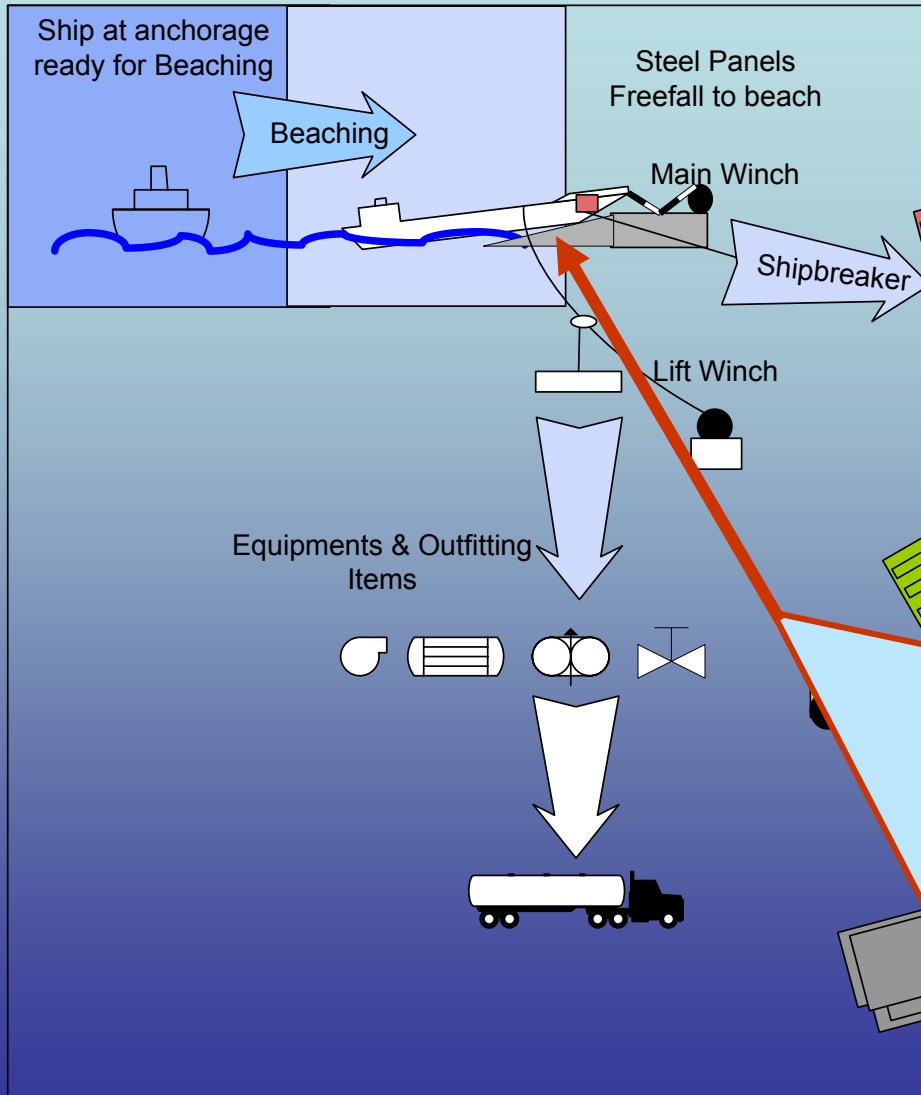 Ship at anchorage
ready for Beaching
Beaching
Steel Panels
Freefall to beach
Main Winch
Shipbreaker
Lift Winch
Equipments & Outfitting
Items